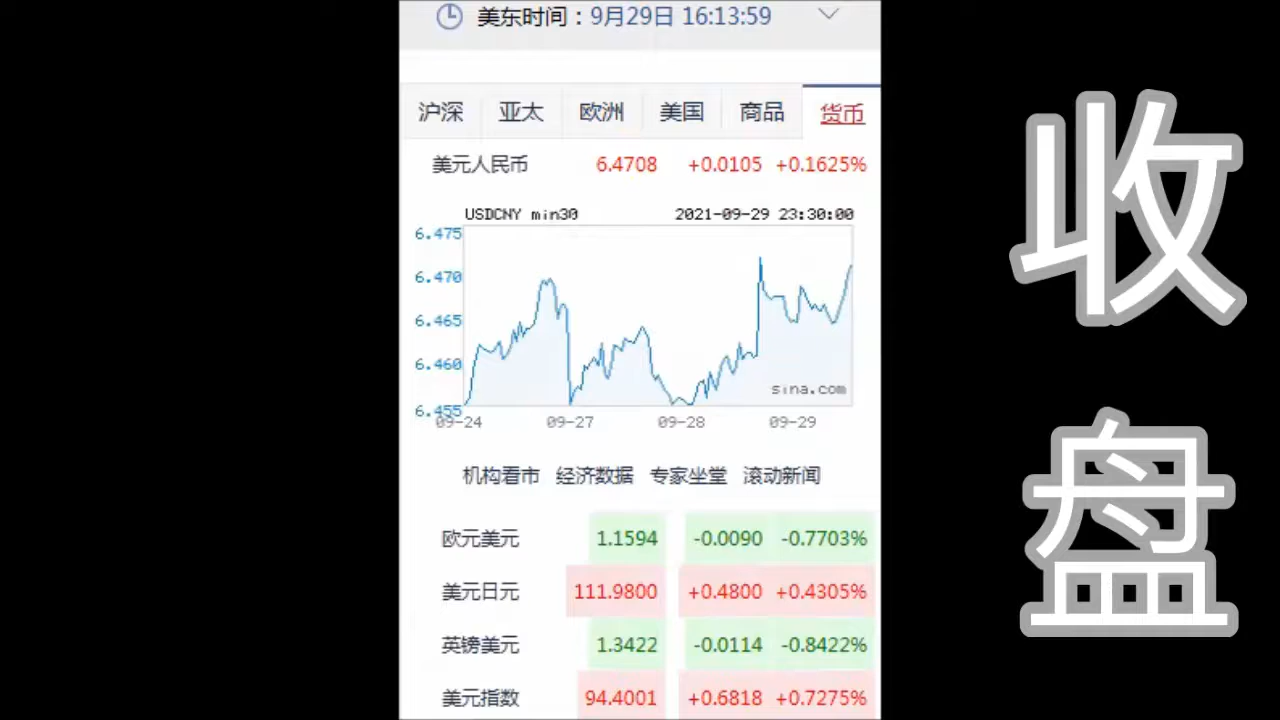 美东时间：9月29日 16:13:59
沪深 亚太 欧洲 美国 商品 货币
美元人民币 6.4708 +0.0105 +0.1625%
USDCNY min30 2021-09-29 23:30:00
6.475
6.470
6.465
6.460
6.455
sina.com
09-24 09-27 09-28 09-29
机构看市 经济数据 专家坐堂 滚动新闻
欧元美元 1.1594 -0.0090 -0.7703%
美元日元 111.9800 +0.4800 +0.4305%
英镑美元 1.3422 -0.0114 -0.8422%
美元指数 94.4001 +0.6818 +0.7275%
收
盘